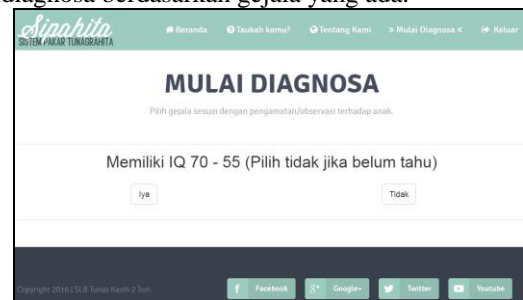 diagnosa berdasarkan gejala yang ada.
Sipahita
SISTEM PAKAR TUNAGRAHITA
Beranda
Taukah kamu?
Tentang Kami
> Mulai Diagnosa <
Keluar
MULAI DIAGNOSA
Pilih gejala sesuai dengan pengamatan/observasi terhadap anak.
Memiliki IQ 70 - 55 (Pilih tidak jika belum tahu)
Iya
Tidak
Copyright 2016 | SLB Tunas Kasih 2 Turi.
Facebook
Google+
Twitter
Youtube